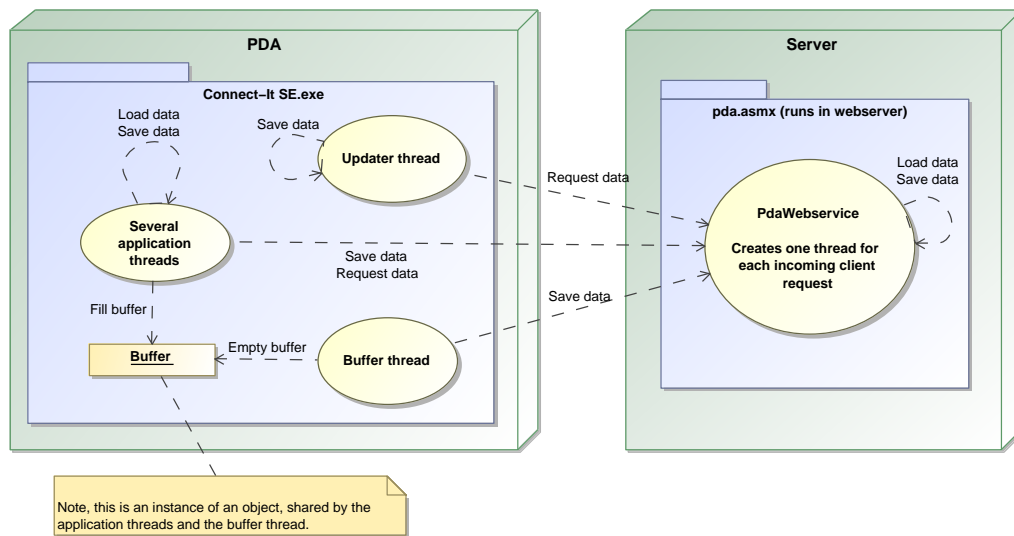 PDA
Server
Connect–It SE.exe
pda.asmx (runs in webserver)
Load data
Save data
Save data
Updater thread
Request data
Load data
Save data
PdaWebservice
Creates one thread for
each incoming client
request
Several
application
threads
Save data
Request data
Fill buffer
Save data
Buffer
Empty buffer
Buffer thread
Note, this is an instance of an object, shared by the
application threads and the buffer thread.